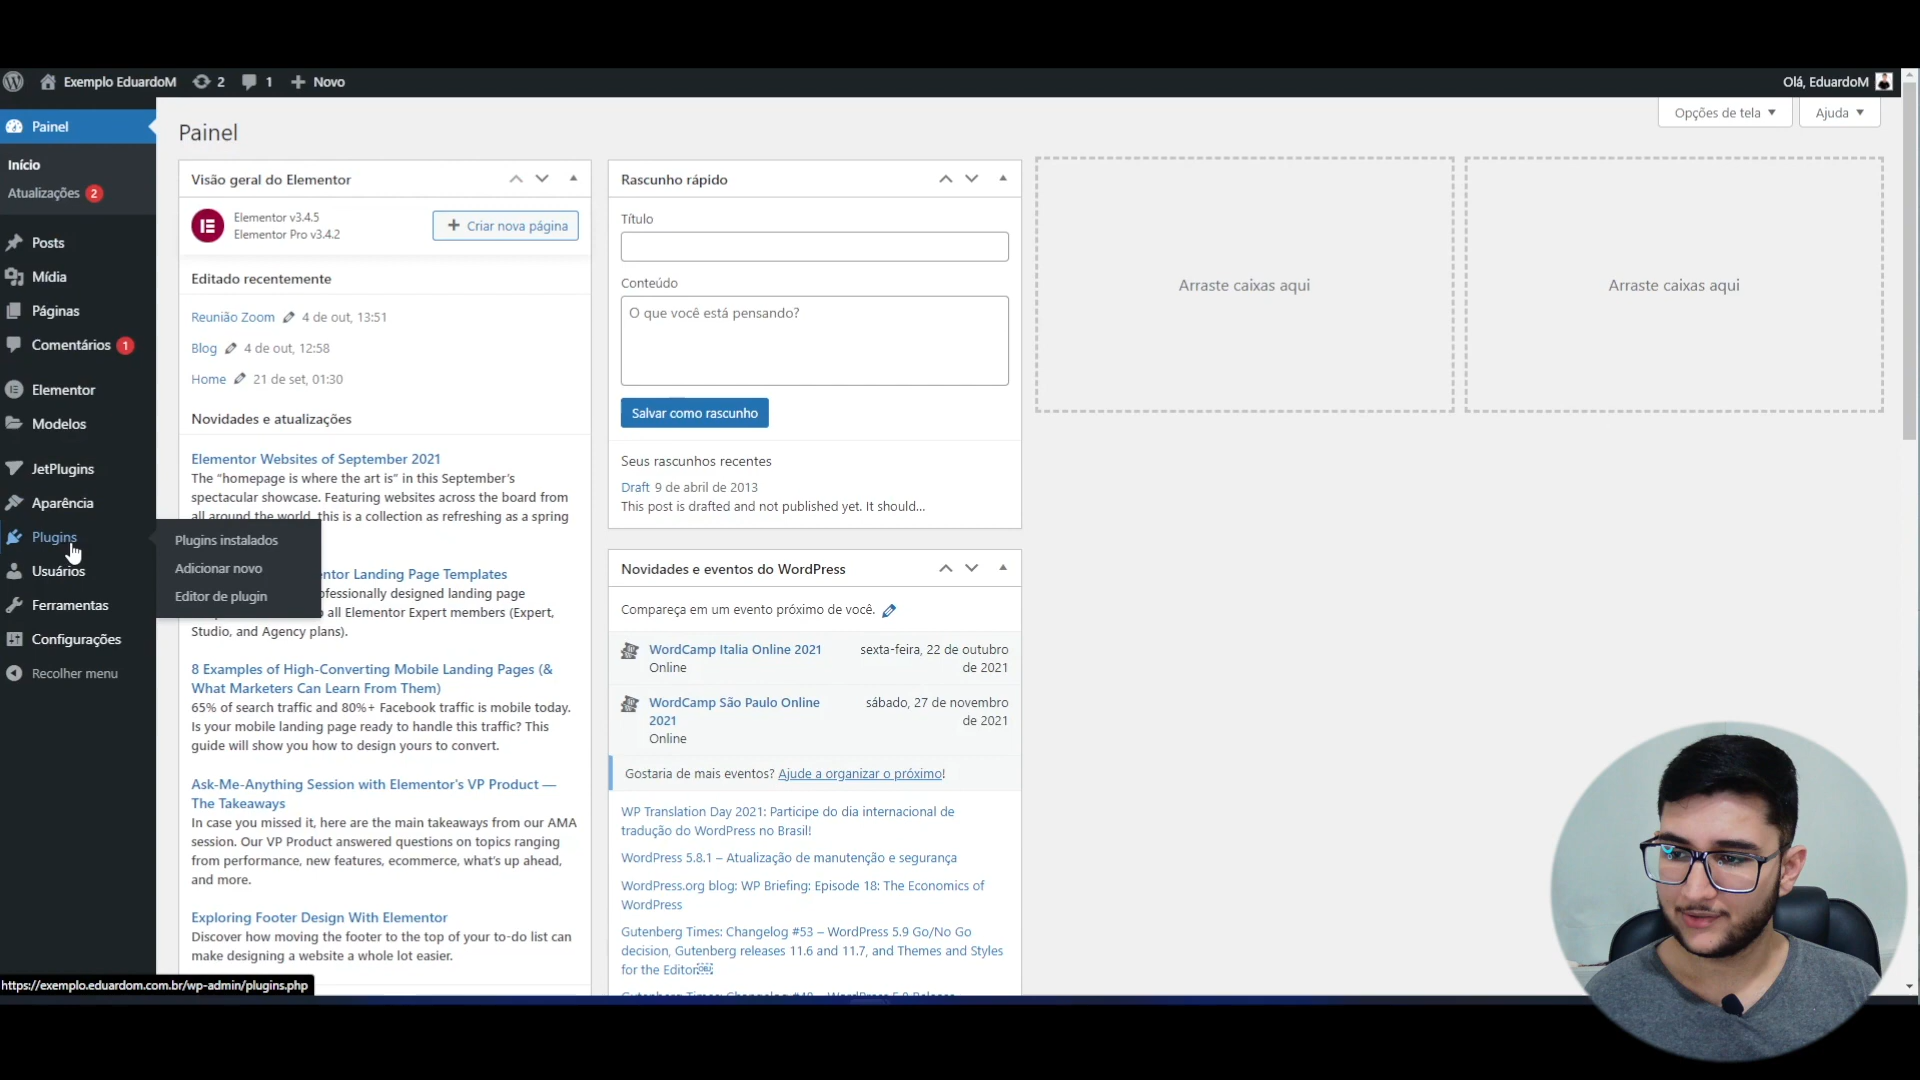 Exemplo EduardoM
2
1
Novo
Olá, EduardoM
Painel
Início
Atualizações 2
Posts
Mídia
Páginas
Comentários 1
Elementor
Modelos
JetPlugins
Aparência
Plugins
Usuários
Ferramentas
Configurações
Recolher menu
Plugins instalados
Adicionar novo
Editor de plugin
Opções de tela
Ajuda
Painel
Visão geral do Elementor
Elementor v3.4.5
Elementor Pro v3.4.2
Criar nova página
Editado recentemente
Reunião Zoom 4 de out, 13:51
Blog 4 de out, 12:58
Home 21 de set, 01:30
Novidades e atualizações
Elementor Websites of September 2021
The “homepage is where the art is” in this September’s
spectacular showcase. Featuring websites across the board from
all around the world, this is a collection as refreshing as a spring
Landing Page Templates
designed landing page
all Elementor Expert members (Expert,
Studio, and Agency plans).
8 Examples of High-Converting Mobile Landing Pages (&
What Marketers Can Learn From Them)
65% of search traffic and 80%+ Facebook traffic is mobile today.
Is your mobile landing page ready to handle this traffic? This
guide will show you how to design yours to convert.
Ask-Me-Anything Session with Elementor's VP Product —
The Takeaways
In case you missed it, here are the main takeaways from our AMA
session. Our VP Product answered questions on topics ranging
from performance, new features, ecommerce, what’s up ahead,
and more.
Exploring Footer Design With Elementor
Discover how moving the footer to the top of your to-do list can
make designing a website a whole lot easier.
Rascunho rápido
Título
Conteúdo
O que você está pensando?
Salvar como rascunho
Seus rascunhos recentes
Draft 9 de abril de 2013
This post is drafted and not published yet. It should…
Novidades e eventos do WordPress
Compareça em um evento próximo de você.
WordCamp Italia Online 2021 sexta-feira, 22 de outubro
Online de 2021
WordCamp São Paulo Online sábado, 27 de novembro
2021 de 2021
Online
Gostaria de mais eventos? Ajude a organizar o próximo!
WP Translation Day 2021: Participe do dia internacional de
tradução do WordPress no Brasil!
WordPress 5.8.1 – Atualização de manutenção e segurança
WordPress.org blog: WP Briefing: Episode 18: The Economics of
WordPress
Gutenberg Times: Changelog #53 – WordPress 5.9 Go/No Go
decision, Gutenberg releases 11.6 and 11.7, and Themes and Styles
for the Editor
Arraste caixas aqui
Arraste caixas aqui
https://exemplo.eduardom.com.br/wp-admin/plugins.php